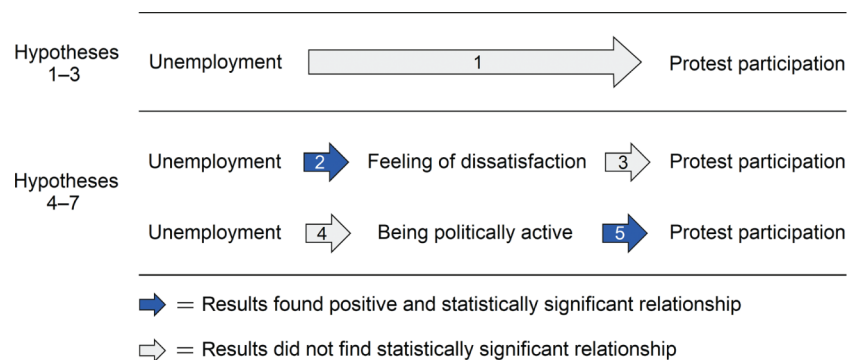 Hypotheses
1–3
Unemployment 1 Protest participation
Hypotheses
4–7
Unemployment 2 Feeling of dissatisfaction 3 Protest participation
Unemployment 4 Being politically active 5 Protest participation
= Results found positive and statistically significant relationship
= Results did not find statistically significant relationship